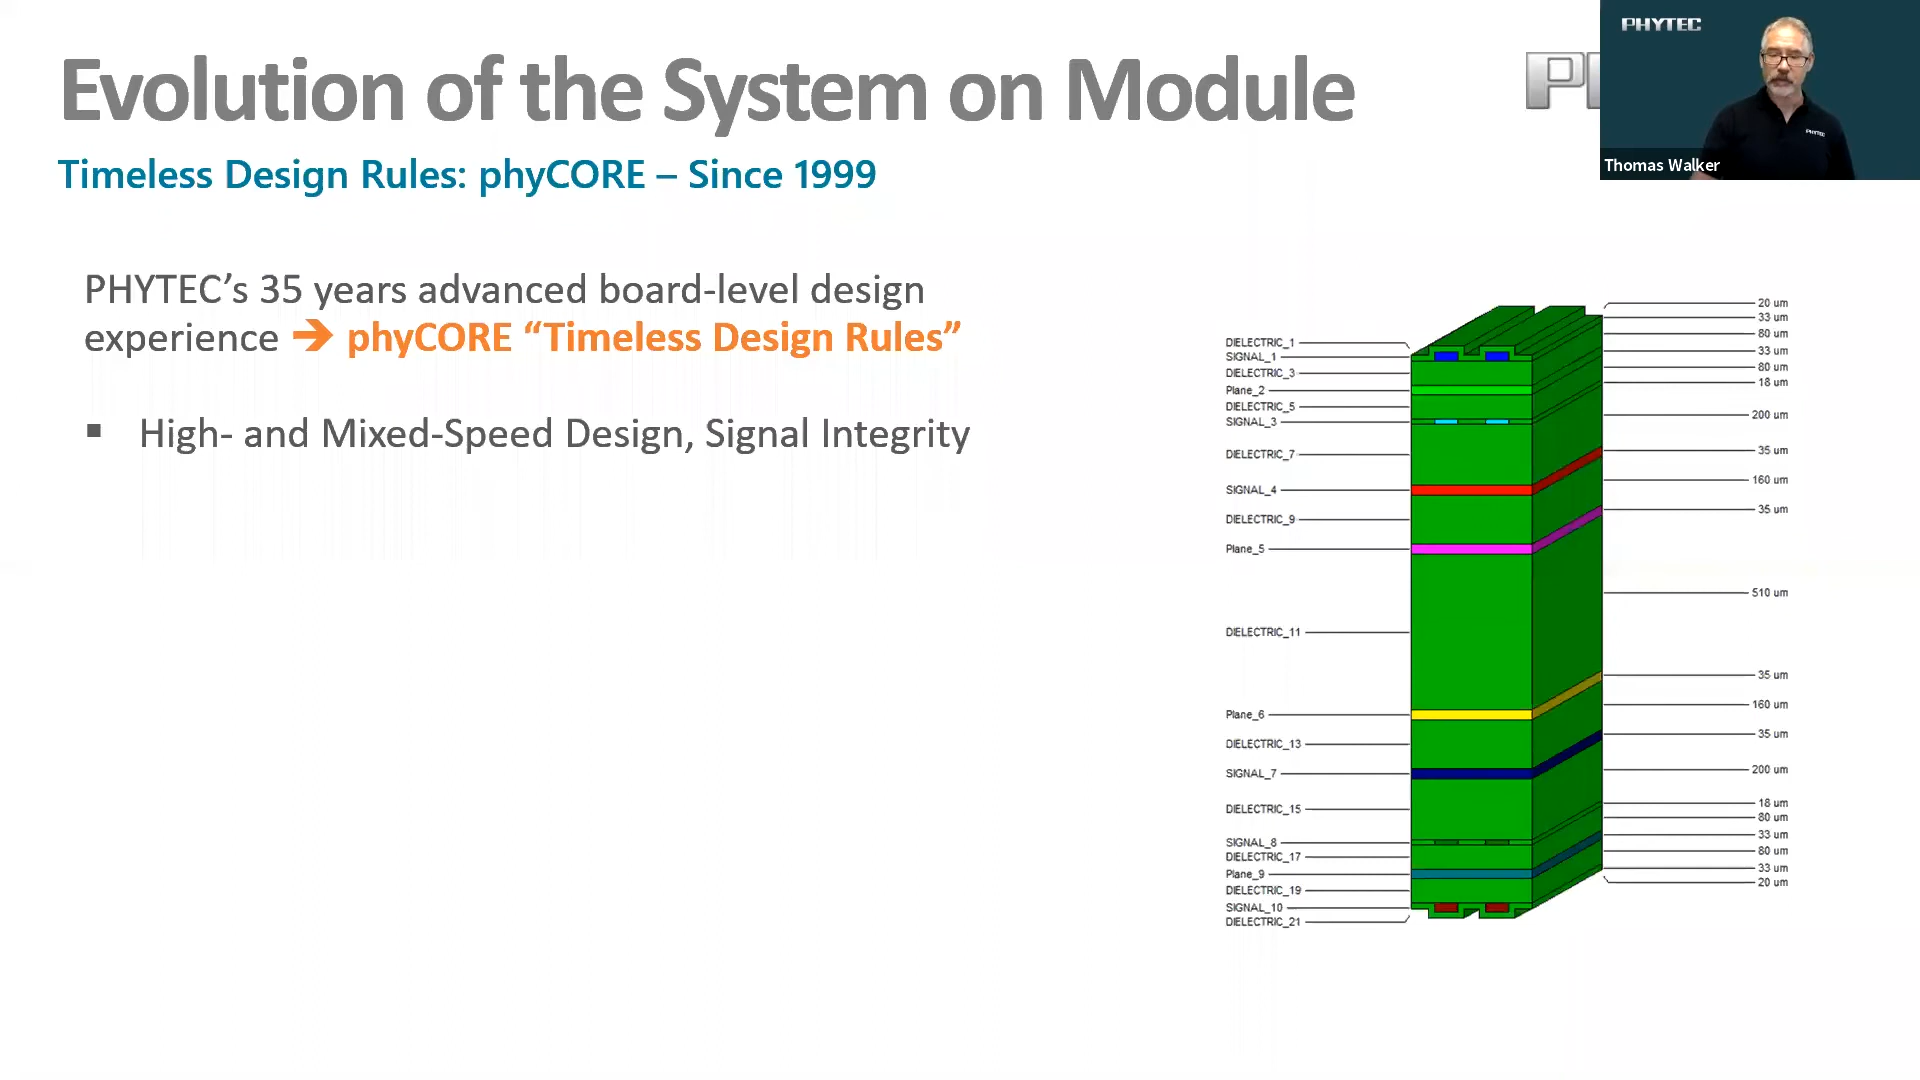 Evolution of the System on Module
PHYTEC
PHYTEC
Thomas Walker
Timeless Design Rules: phyCORE – Since 1999
PHYTEC’s 35 years advanced board-level design
experience ➔ phyCORE “Timeless Design Rules”
▪ High- and Mixed-Speed Design, Signal Integrity
DIELECTRIC_1
SIGNAL_1
DIELECTRIC_3
Plane_2
DIELECTRIC_5
SIGNAL_3
DIELECTRIC_7
SIGNAL_4
DIELECTRIC_9
Plane_5
DIELECTRIC_11
Plane_6
DIELECTRIC_13
SIGNAL_7
DIELECTRIC_15
SIGNAL_8
DIELECTRIC_17
Plane_9
DIELECTRIC_19
SIGNAL_10
DIELECTRIC_21
20 um
33 um
80 um
33 um
80 um
18 um
200 um
35 um
160 um
35 um
510 um
35 um
160 um
35 um
200 um
18 um
80 um
33 um
80 um
33 um
20 um